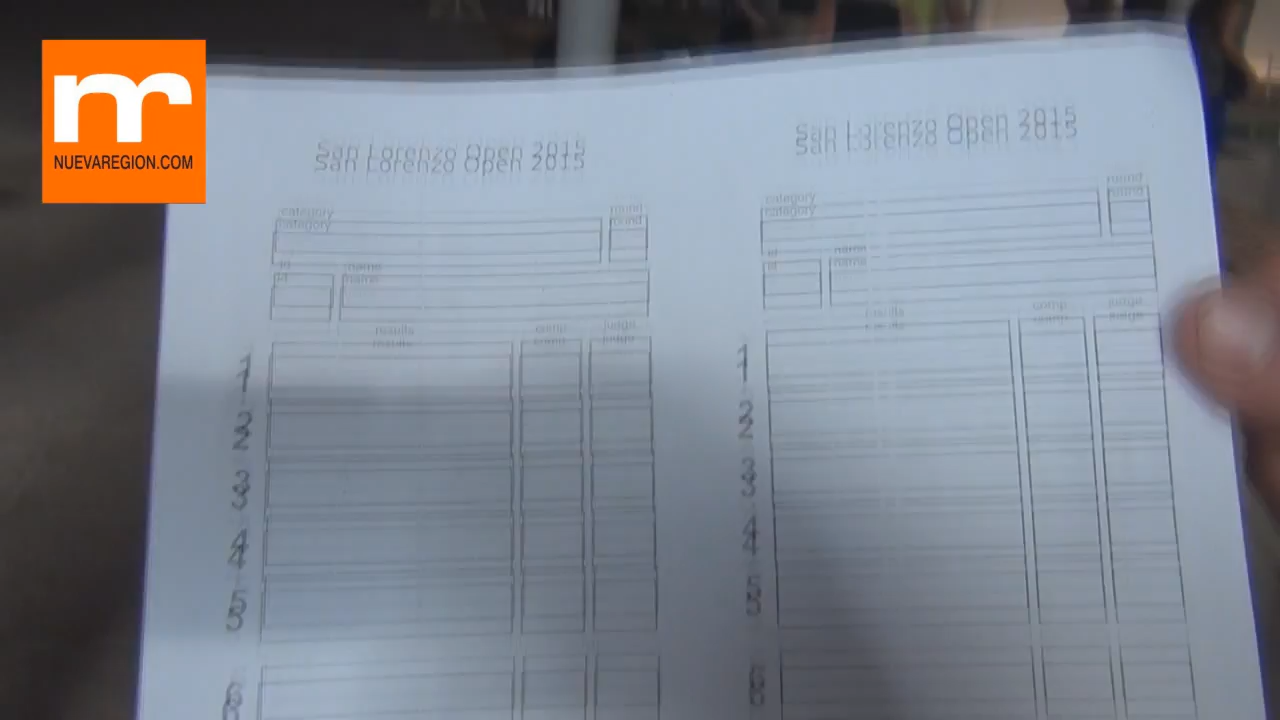 nr
NUEVAREGION.COM
San Lorenzo Open 2015
category round
id name
results comp judge
1
2
3
4
5
6
San Lorenzo Open 2015
category round
id name
results comp judge
1
2
3
4
5
6